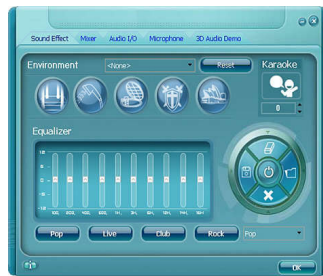 Sound Effect Mixer Audio I/O Microphone 3D Audio Demo
Environment <None> Reset Karaoke
0
Equalizer
Pop Live Club Rock Pop
OK